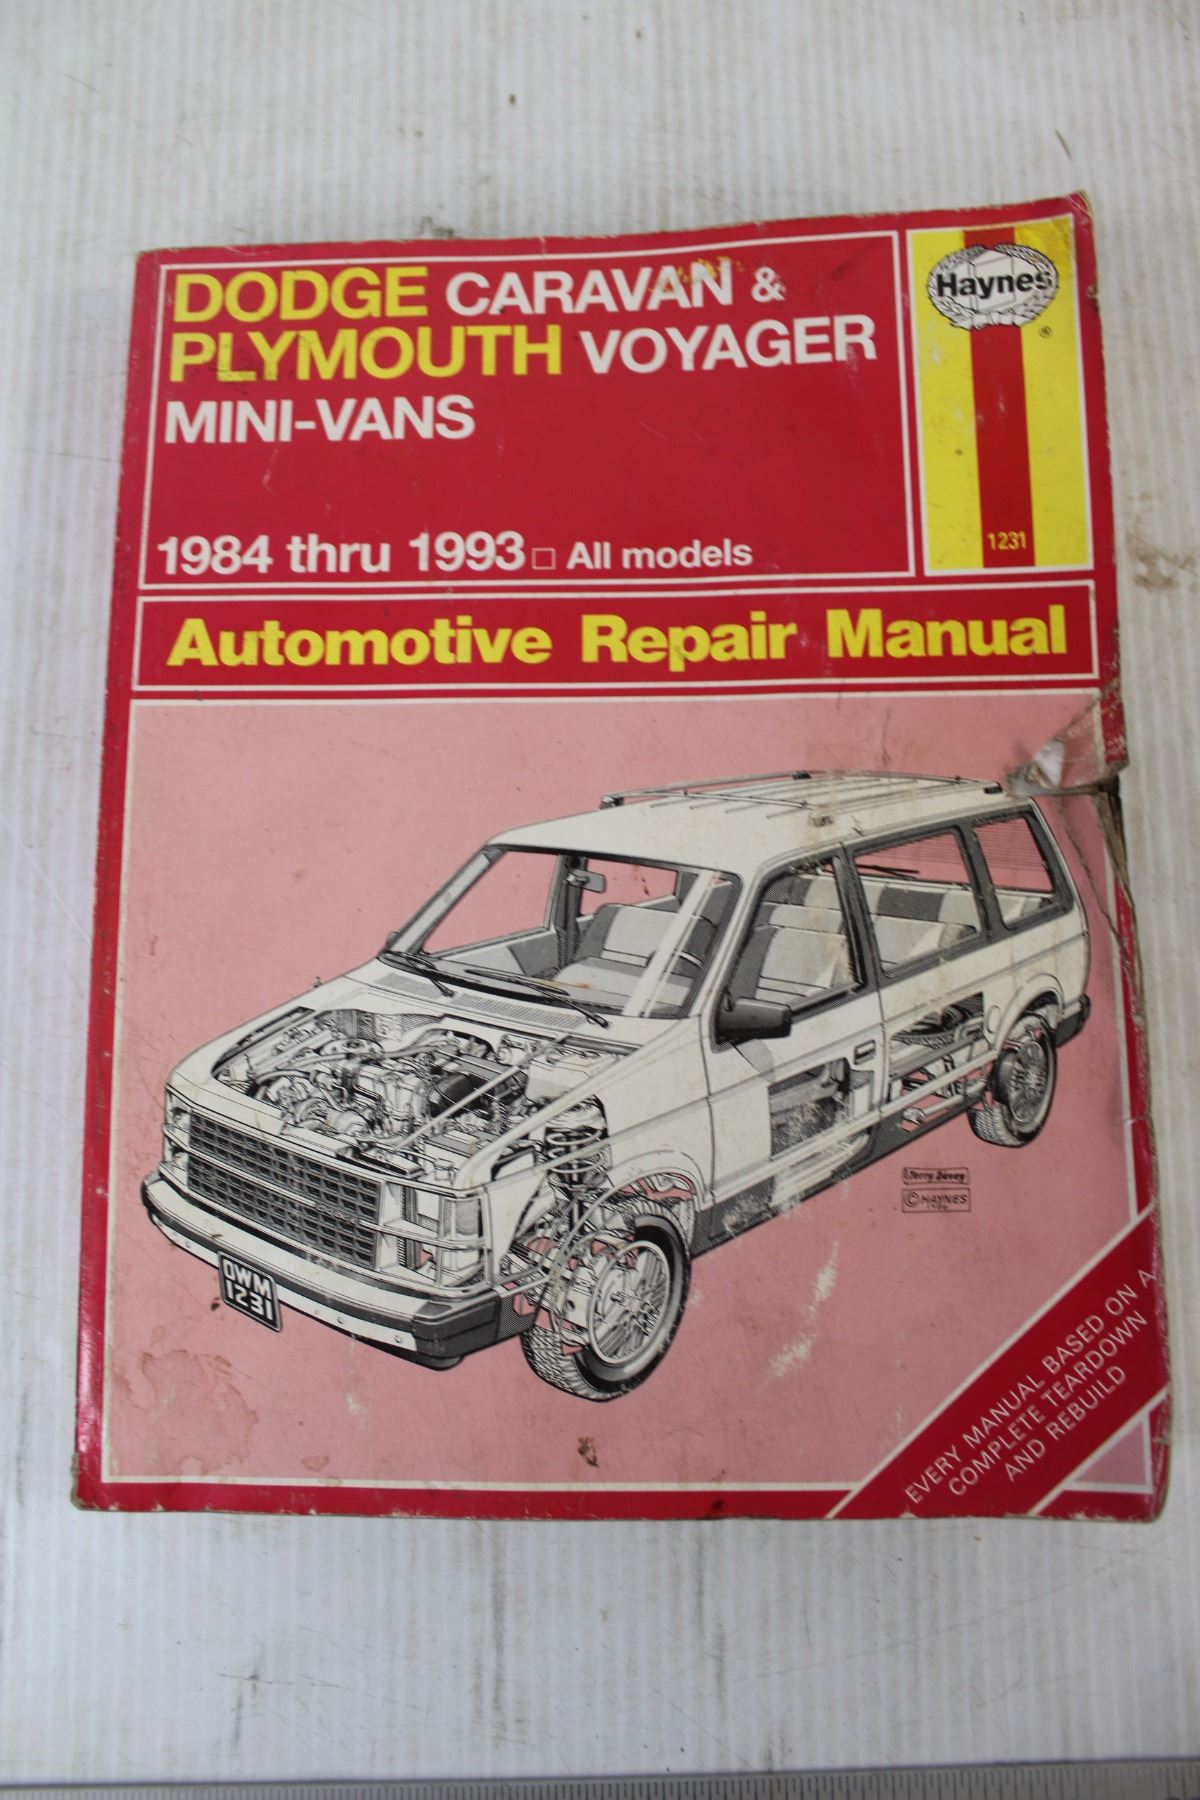 DODGE CARAVAN &
PLYMOUTH VOYAGER
MINI-VANS
1984 thru 1993 □ All models
Haynes
®
1231
Automotive Repair Manual
OWM
1231
© HAYNES
EVERY MANUAL BASED ON A
COMPLETE TEARDOWN
AND REBUILD